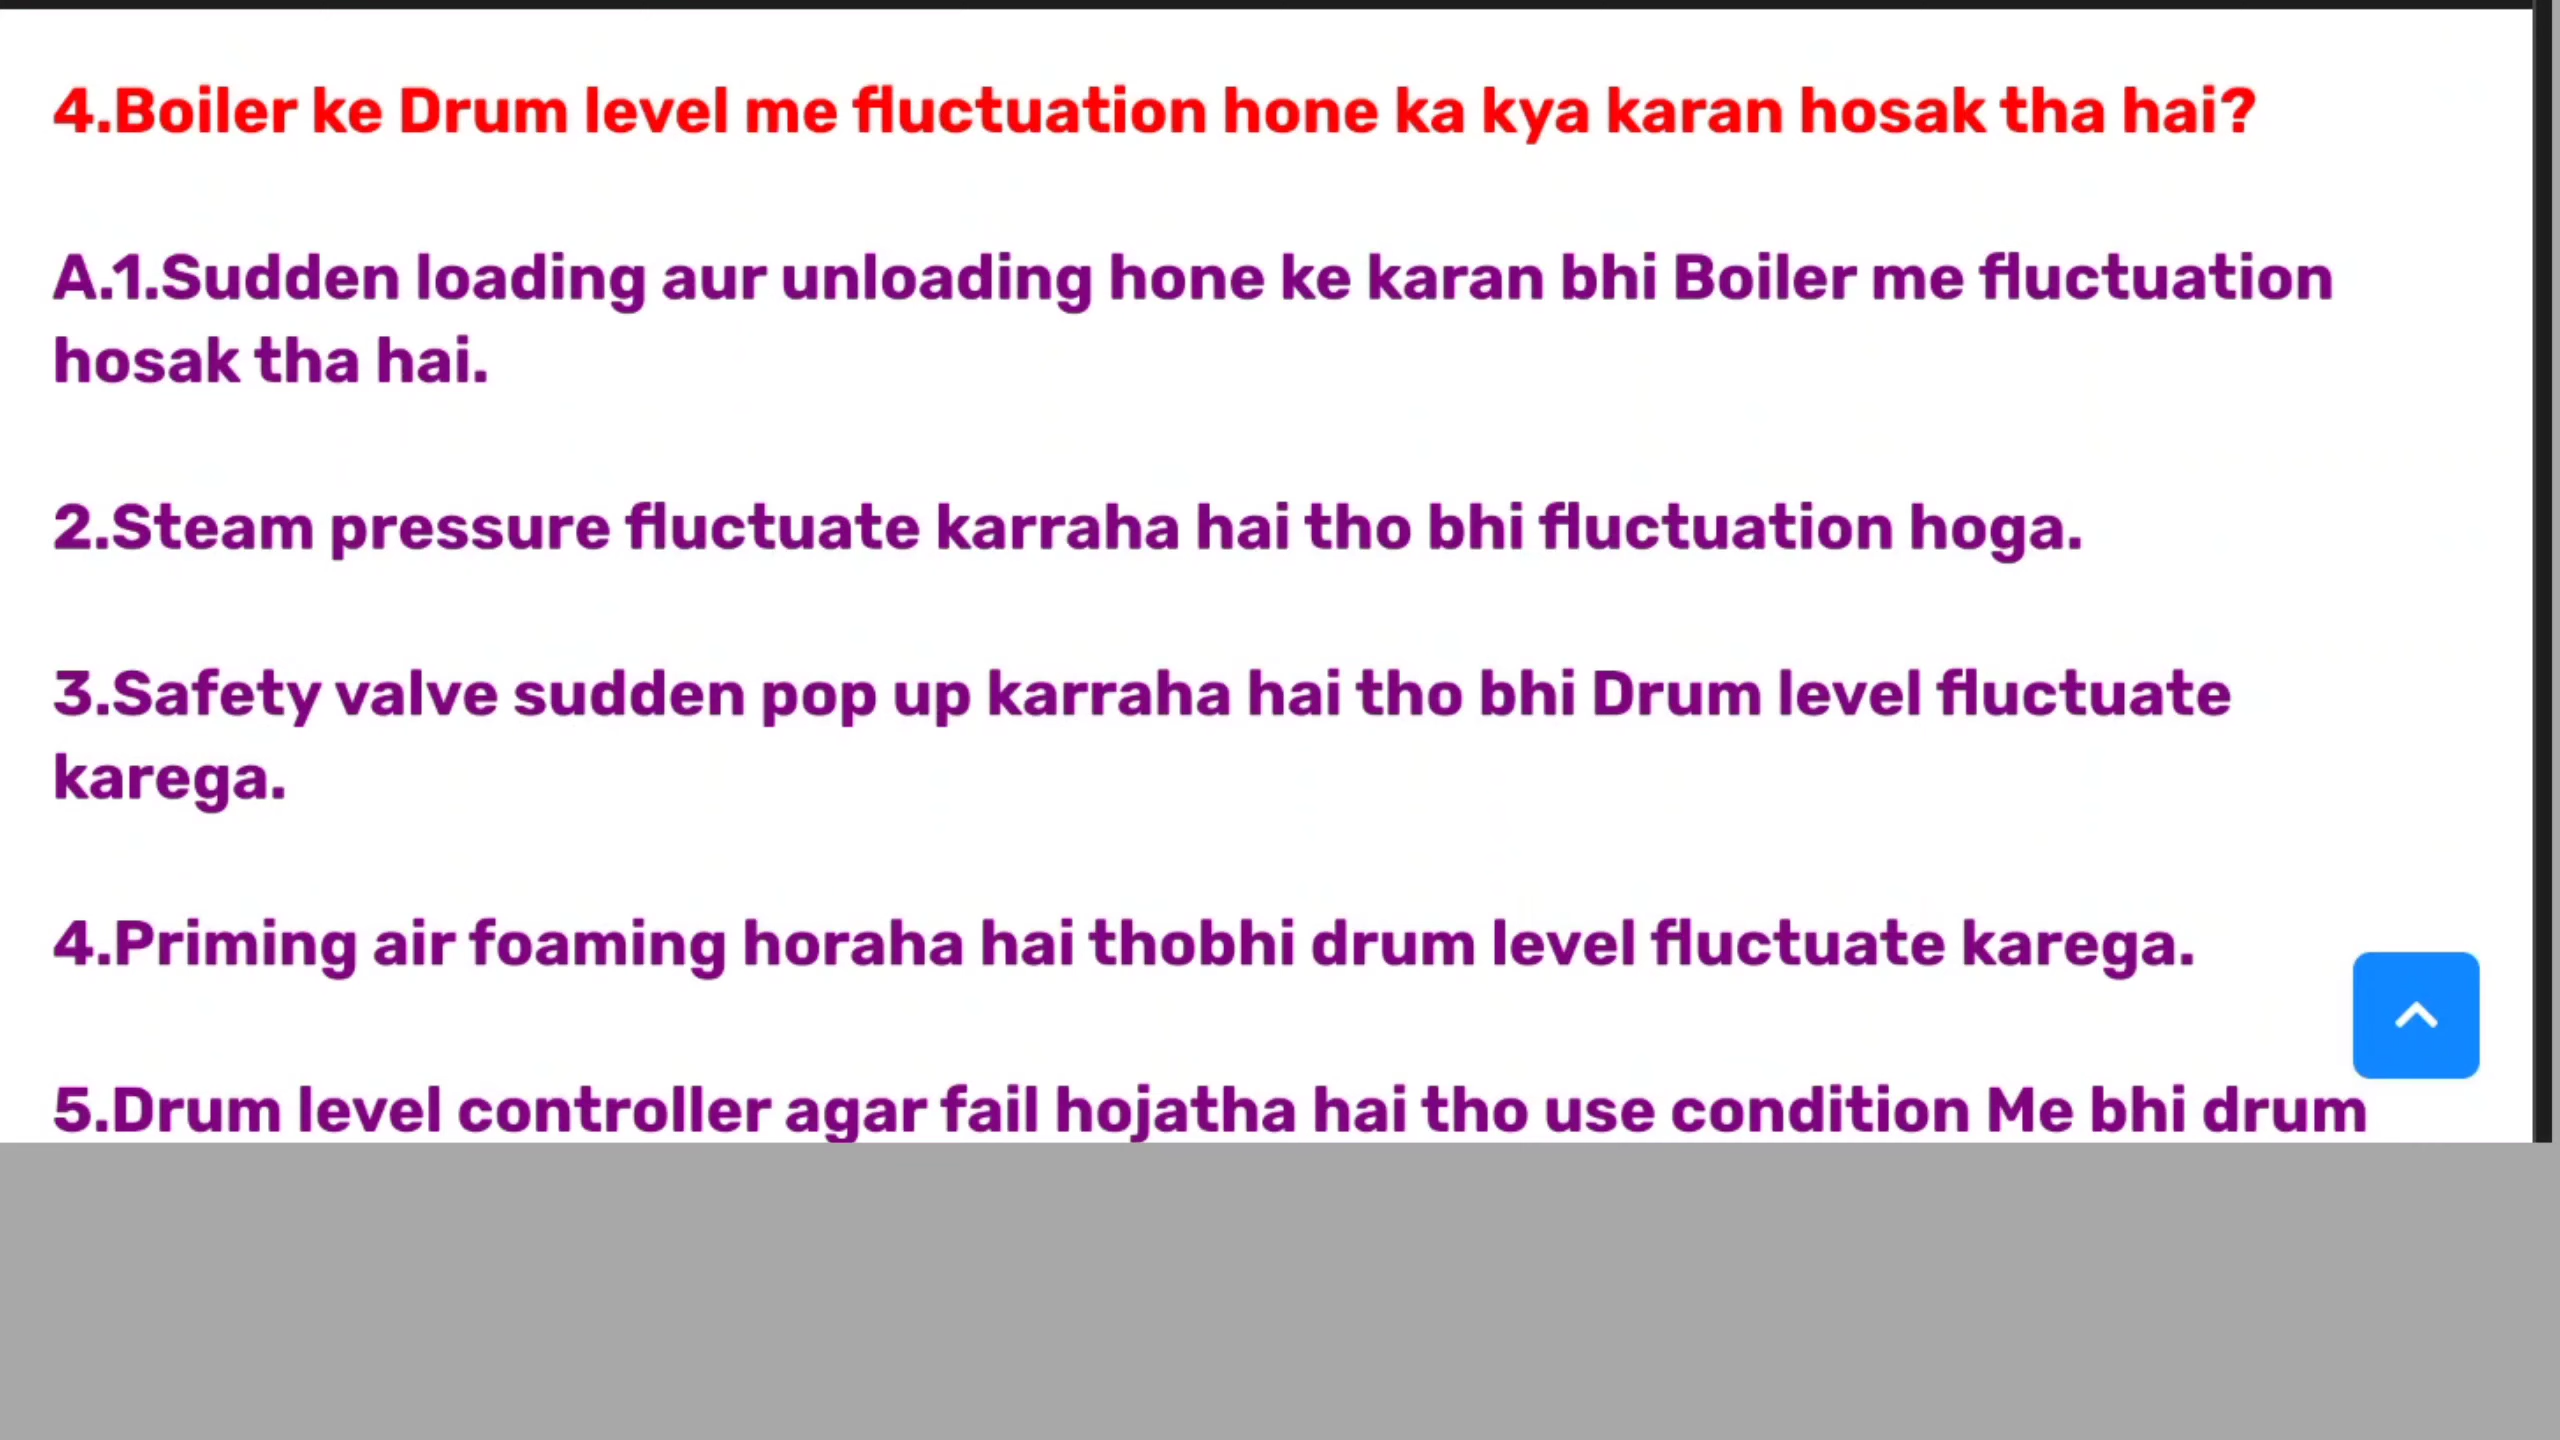 4.Boiler ke Drum level me fluctuation hone ka kya karan hosak tha hai?
A.1.Sudden loading aur unloading hone ke karan bhi Boiler me fluctuation
hosak tha hai.
2.Steam pressure fluctuate karraha hai tho bhi fluctuation hoga.
3.Safety valve sudden pop up karraha hai tho bhi Drum level fluctuate
karega.
4.Priming air foaming horaha hai thobhi drum level fluctuate karega.
5.Drum level controller agar fail hojatha hai tho use condition Me bhi drum